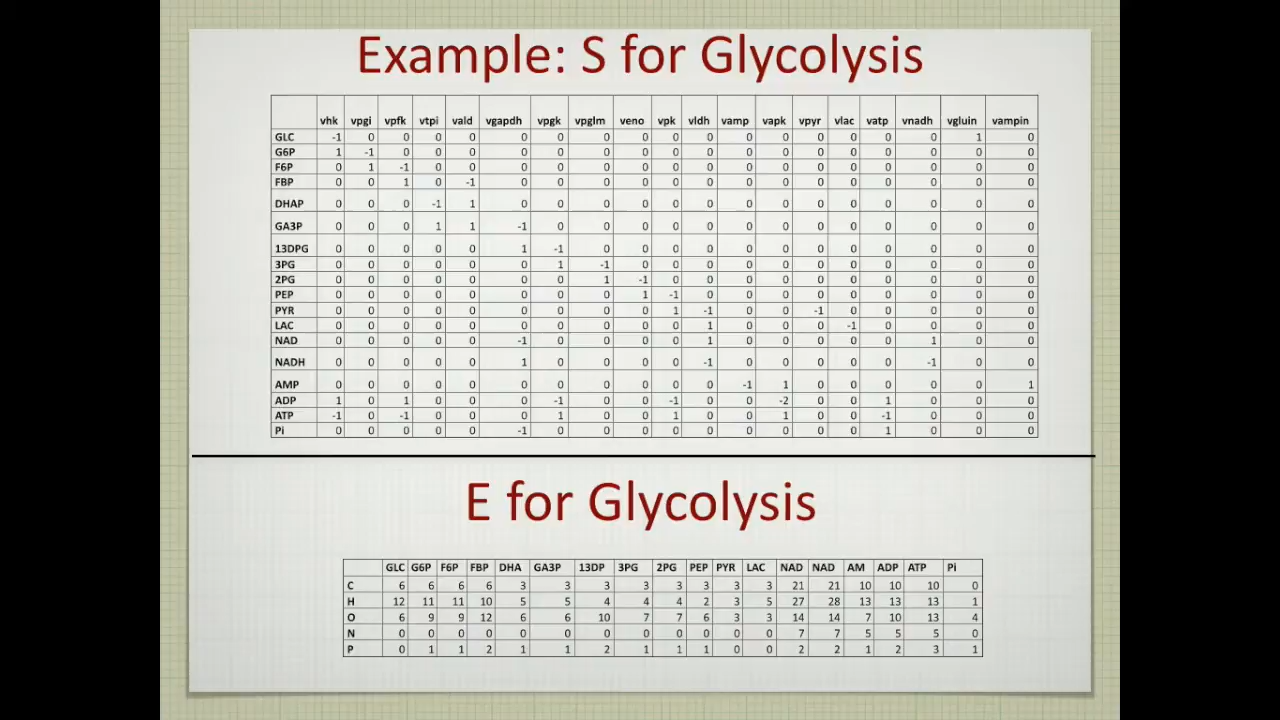 Example: S for Glycolysis
vhk vpgi vpfk vtpi vald vgapdh vpgk vpglm veno vpk vldh vamp vapk vpyr vlac vatp vnadh vgluin vampin
GLC -1 0 0 0 0 0 0 0 0 0 0 0 0 0 0 0 0 1 0
G6P 1 -1 0 0 0 0 0 0 0 0 0 0 0 0 0 0 0 0 0
F6P 0 1 -1 0 0 0 0 0 0 0 0 0 0 0 0 0 0 0 0
FBP 0 0 1 0 -1 0 0 0 0 0 0 0 0 0 0 0 0 0 0
DHAP 0 0 0 -1 1 0 0 0 0 0 0 0 0 0 0 0 0 0 0
GA3P 0 0 0 1 1 -1 0 0 0 0 0 0 0 0 0 0 0 0 0
13DPG 0 0 0 0 0 1 -1 0 0 0 0 0 0 0 0 0 0 0 0
3PG 0 0 0 0 0 0 1 -1 0 0 0 0 0 0 0 0 0 0 0
2PG 0 0 0 0 0 0 0 1 -1 0 0 0 0 0 0 0 0 0 0
PEP 0 0 0 0 0 0 0 0 1 -1 0 0 0 0 0 0 0 0 0
PYR 0 0 0 0 0 0 0 0 0 1 -1 0 0 -1 0 0 0 0 0
LAC 0 0 0 0 0 0 0 0 0 0 1 0 0 0 -1 0 0 0 0
NAD 0 0 0 0 0 -1 0 0 0 0 1 0 0 0 0 0 1 0 0
NADH 0 0 0 0 0 1 0 0 0 0 -1 0 0 0 0 0 -1 0 0
AMP 0 0 0 0 0 0 0 0 0 0 0 -1 1 0 0 0 0 0 1
ADP 1 0 1 0 0 0 -1 0 0 -1 0 0 -2 0 0 1 0 0 0
ATP -1 0 -1 0 0 0 1 0 0 1 0 0 1 0 0 -1 0 0 0
Pi 0 0 0 0 0 -1 0 0 0 0 0 0 0 0 0 1 0 0 0
E for Glycolysis
GLC G6P F6P FBP DHA GA3P 13DP 3PG 2PG PEP PYR LAC NAD NAD AM ADP ATP Pi
C 6 6 6 6 3 3 3 3 3 3 3 3 21 21 10 10 10 0
H 12 11 11 10 5 5 4 4 4 2 3 5 27 28 13 13 13 1
O 6 9 9 12 6 6 10 7 7 6 3 3 14 14 7 10 13 4
N 0 0 0 0 0 0 0 0 0 0 0 0 7 7 5 5 5 0
P 0 1 1 2 1 1 2 1 1 1 0 0 2 2 1 2 3 1